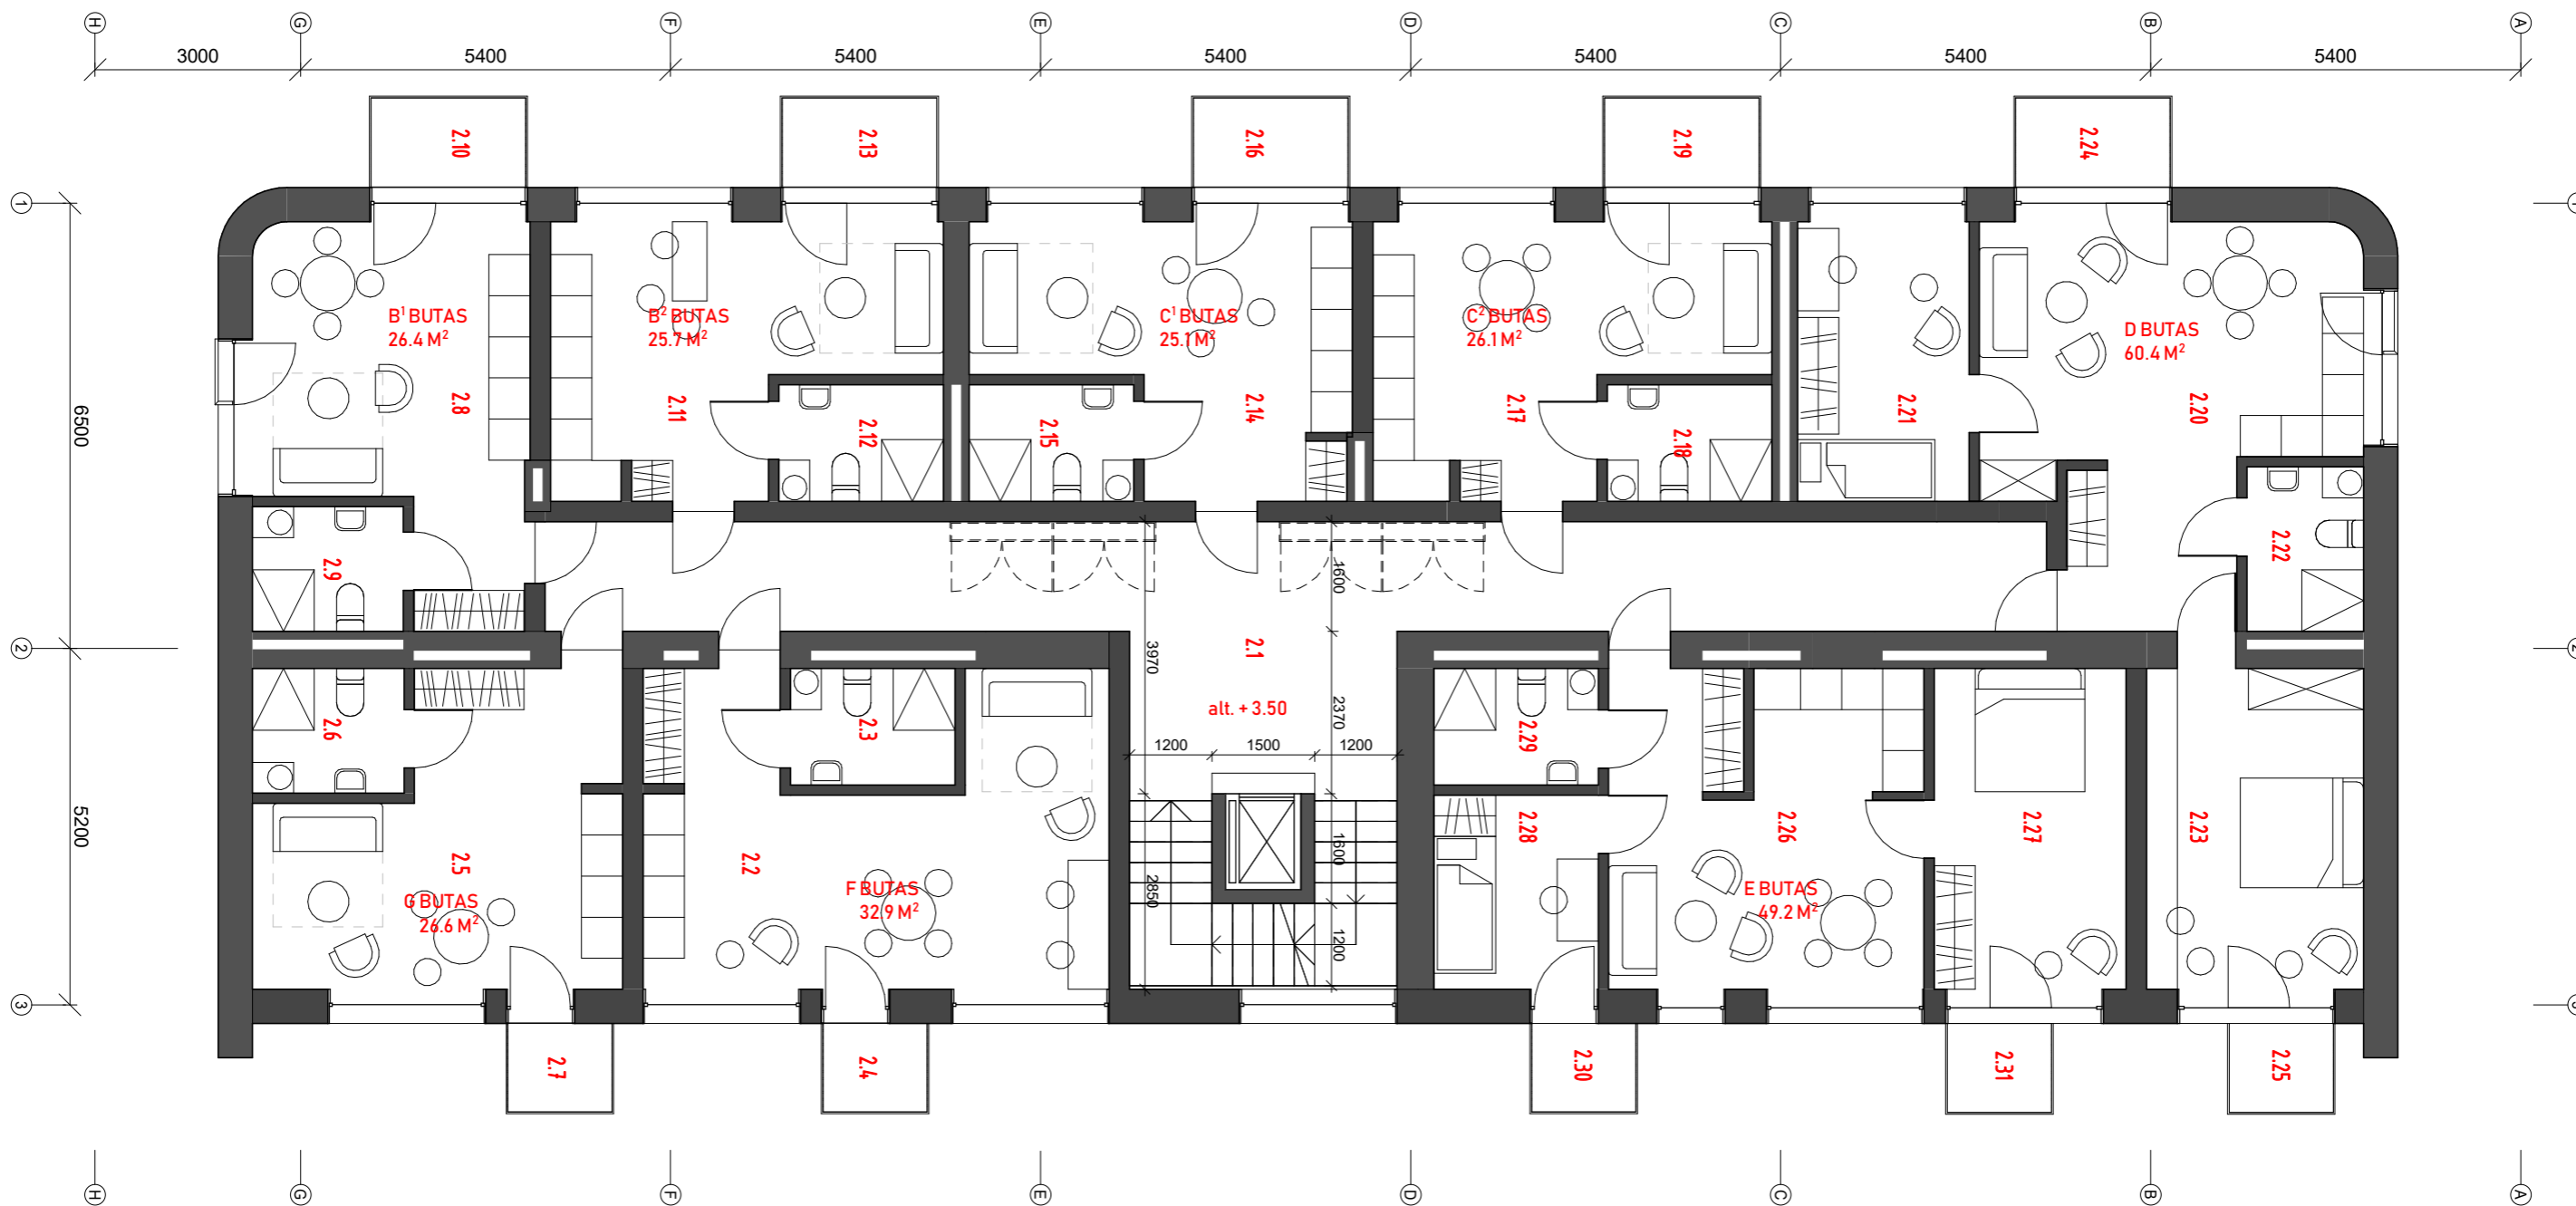 H G F E D C B A
3000 5400 5400 5400 5400 5400 5400
2.10 2.13 2.16 2.19 2.24
1 1
B¹ BUTAS
26.4 M²
B² BUTAS
25.7 M²
C¹ BUTAS
25.1 M²
C² BUTAS
26.1 M²
D BUTAS
60.4 M²
2.8 2.11 2.14 2.17 2.21 2.20
6500
2.12 2.15 2.18
2.9 2.22
1600
2 2
2.1
3970
alt. +3.50
2370
1200 1500 1200
2.6 2.3 2.29
5200
2.5 2.2 2.28 2.26 2.27 2.23
1600
2850
1200
G BUTAS
26.6 M²
F BUTAS
32.9 M²
E BUTAS
49.2 M²
3 3
2.7 2.4 2.30 2.31 2.25
H G F E D C B A